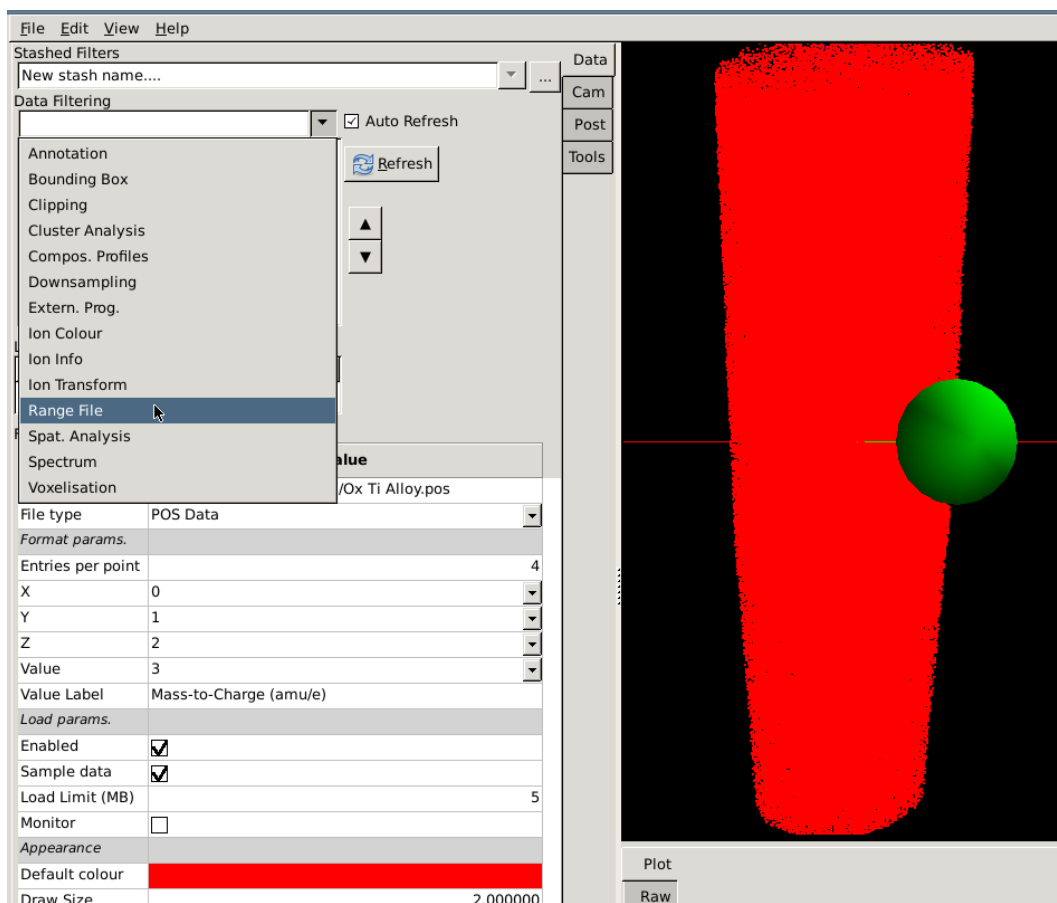 File Edit View Help
Stashed Filters
New stash name....
...
Data Filtering
Auto Refresh
Annotation
Bounding Box
Clipping
Cluster Analysis
Compos. Profiles
Downsampling
Extern. Prog.
Ion Colour
Ion Info
Ion Transform
Range File
Spat. Analysis
Spectrum
Voxelisation
Refresh
Data
Cam
Post
Tools
alue
/Ox Ti Alloy.pos
File type POS Data
Format params.
Entries per point 4
X 0
Y 1
Z 2
Value 3
Value Label Mass-to-Charge (amu/e)
Load params.
Enabled
Sample data
Load Limit (MB) 5
Monitor
Appearance
Default colour
Draw Size 2.000000
Plot
Raw